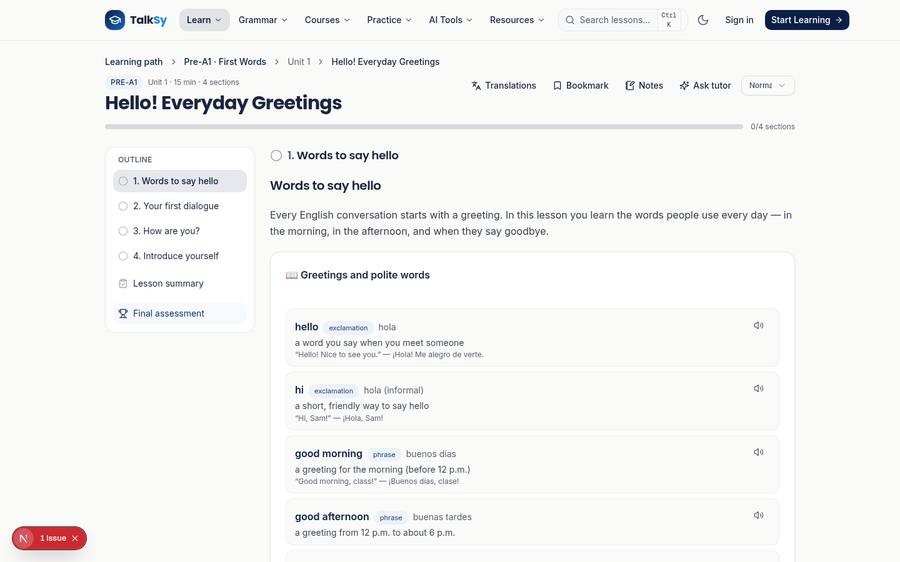 TalkSy
Learn
Grammar
Courses
Practice
AI Tools
Resources
Search lessons...
Ctrl
K
Sign in
Start Learning →
Learning path > Pre-A1 · First Words > Unit 1 > Hello! Everyday Greetings
PRE-A1 Unit 1 · 15 min · 4 sections
Translations
Bookmark
Notes
Ask tutor
Norma
Hello! Everyday Greetings
0/4 sections
OUTLINE
1. Words to say hello
2. Your first dialogue
3. How are you?
4. Introduce yourself
Lesson summary
Final assessment
1. Words to say hello
Words to say hello
Every English conversation starts with a greeting. In this lesson you learn the words people use every day — in
the morning, in the afternoon, and when they say goodbye.
📖 Greetings and polite words
hello exclamation hola
a word you say when you meet someone
“Hello! Nice to see you.” — ¡Hola! Me alegro de verte.
hi exclamation hola (informal)
a short, friendly way to say hello
“Hi, Sam!” — ¡Hola, Sam!
good morning phrase buenos días
a greeting for the morning (before 12 p.m.)
“Good morning, class!” — ¡Buenos días, clase!
good afternoon phrase buenas tardes
a greeting from 12 p.m. to about 6 p.m.
N 1 Issue